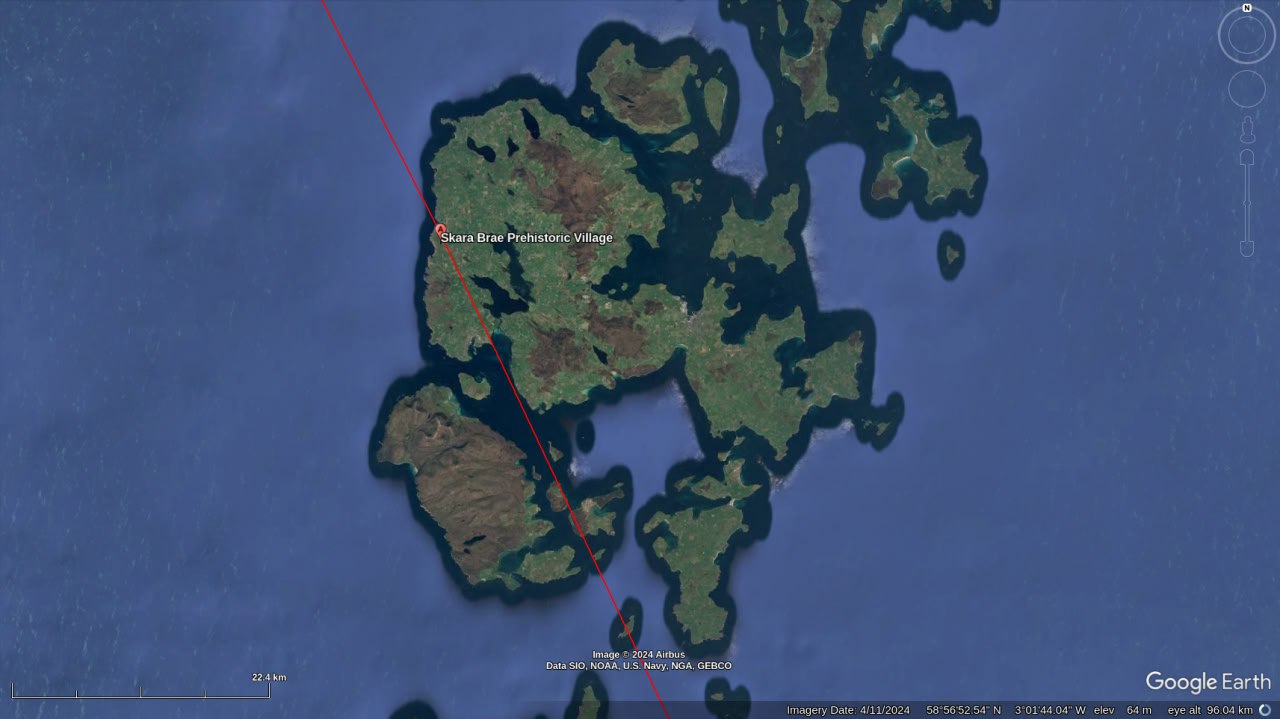 N
A
Skara Brae Prehistoric Village
Image © 2024 Airbus
Data SIO, NOAA, U.S. Navy, NGA, GEBCO
22.4 km
Google Earth
Imagery Date: 4/11/2024 58°56'52.54" N 3°01'44.04" W elev 64 m eye alt 96.04 km